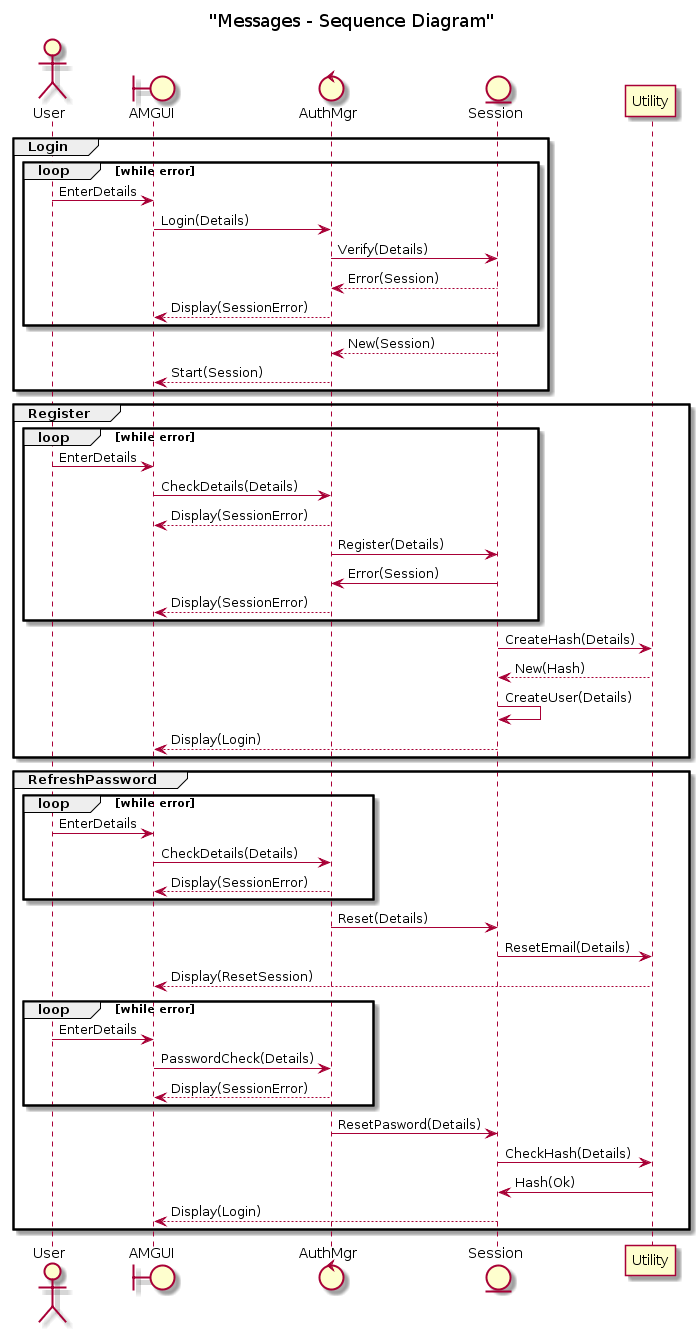 "Messages - Sequence Diagram"
User AMGUI AuthMgr Session Utility
Login
loop [while error]
EnterDetails
Login(Details)
Verify(Details)
Error(Session)
Display(SessionError)
New(Session)
Start(Session)
Register
loop [while error]
EnterDetails
CheckDetails(Details)
Display(SessionError)
Register(Details)
Error(Session)
Display(SessionError)
CreateHash(Details)
New(Hash)
CreateUser(Details)
Display(Login)
RefreshPassword
loop [while error]
EnterDetails
CheckDetails(Details)
Display(SessionError)
Reset(Details)
ResetEmail(Details)
Display(ResetSession)
loop [while error]
EnterDetails
PasswordCheck(Details)
Display(SessionError)
ResetPasword(Details)
CheckHash(Details)
Hash(Ok)
Display(Login)
User AMGUI AuthMgr Session Utility